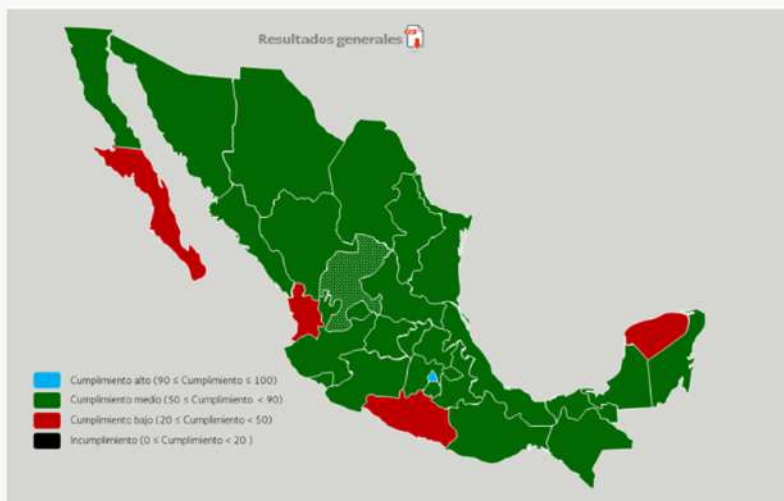 Resultados generales
Cumplimiento alto (90 ≤ Cumplimiento ≤ 100)
Cumplimiento medio (50 ≤ Cumplimiento < 90)
Cumplimiento bajo (20 ≤ Cumplimiento < 50)
Incumplimiento (0 ≤ Cumplimiento < 20 )